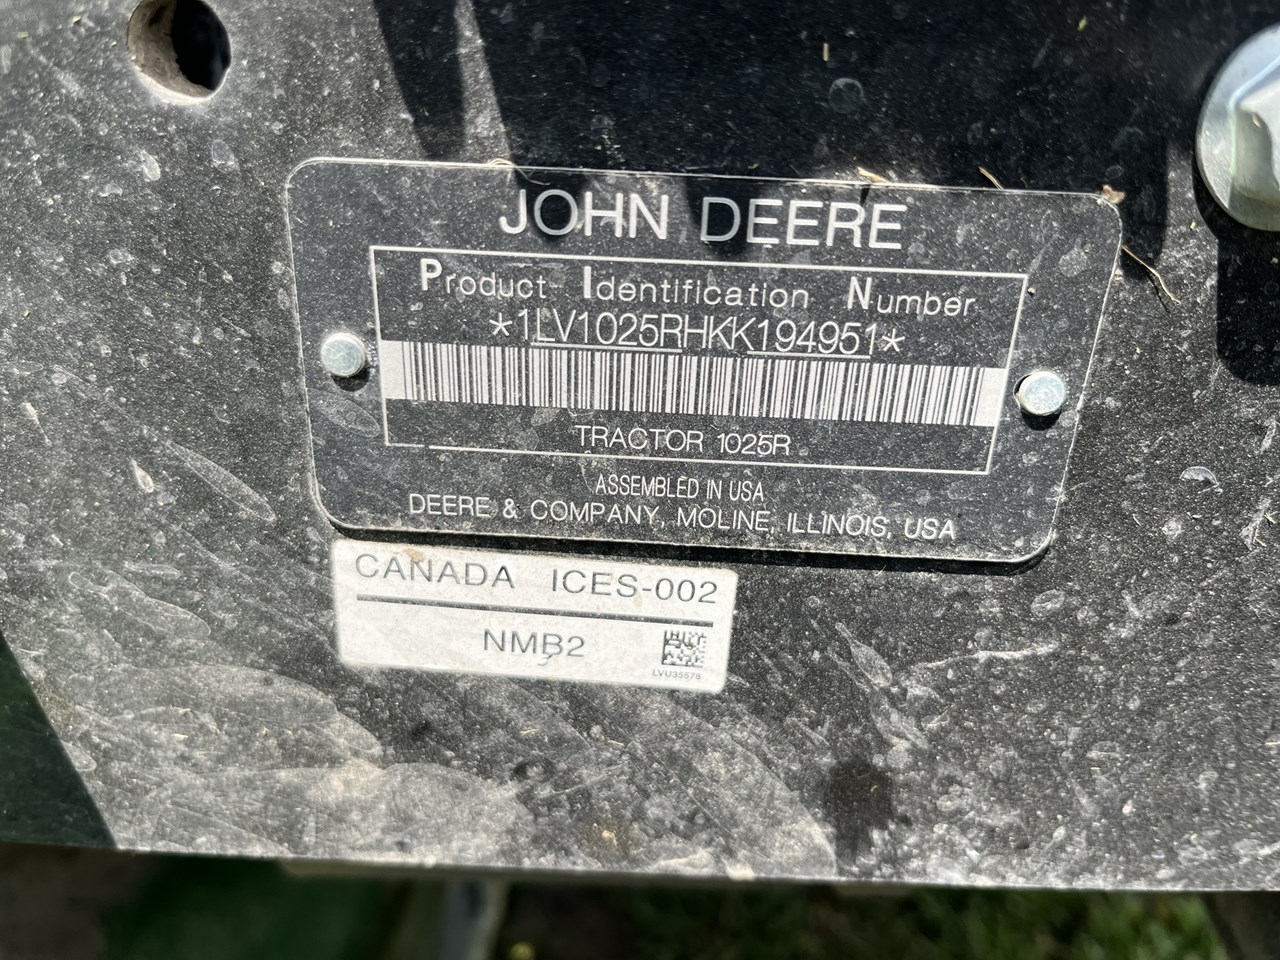 JOHN DEERE
Product Identification Number
*1LV1025RHKK194951*
TRACTOR 1025R
ASSEMBLED IN USA
DEERE & COMPANY, MOLINE, ILLINOIS, USA
CANADA ICES-002
NMB2
LVU35578